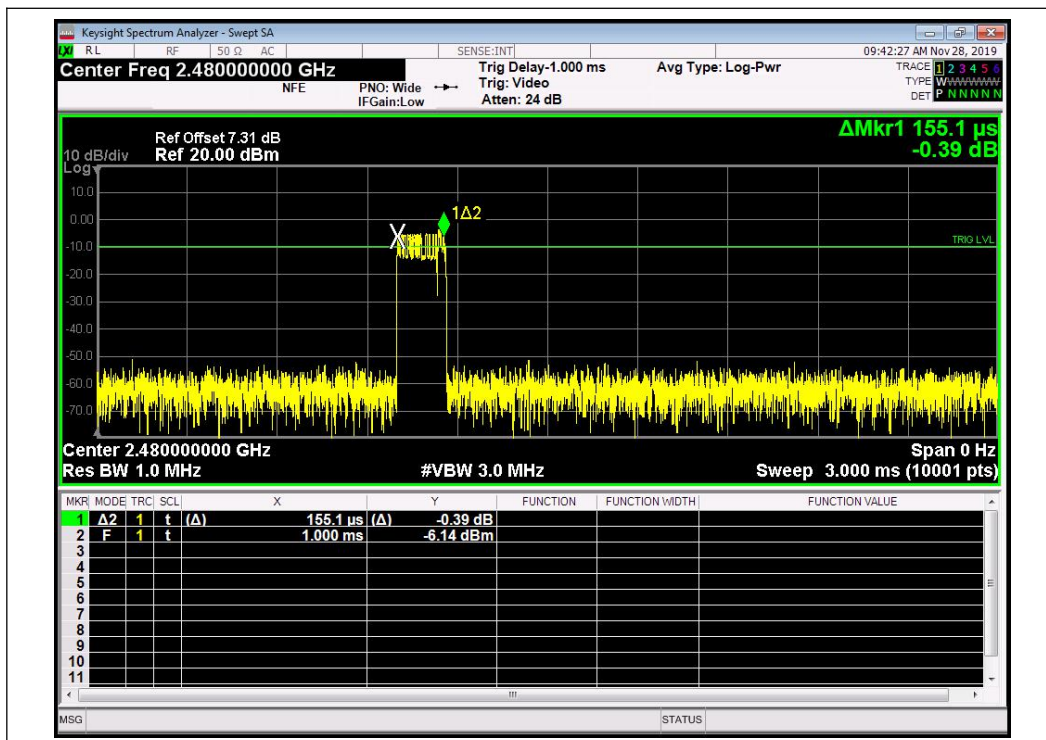 Keysight Spectrum Analyzer - Swept SA
LXI RL RF 50 Ω AC SENSE:INT 09:42:27 AM Nov 28, 2019
Center Freq 2.480000000 GHz Trig Delay-1.000 ms Avg Type: Log-Pwr TRACE 1 2 3 4 5 6
NFE PNO: Wide Trig: Video TYPE WWWWWW
IFGain:Low Atten: 24 dB DET P N N N N N
ΔMkr1 155.1 µs
Ref Offset 7.31 dB
10 dB/div Ref 20.00 dBm -0.39 dB
Log
10.0
0.00 1Δ2
-10.0 TRIG LVL
-20.0
-30.0
-40.0
-50.0
-60.0
-70.0
Center 2.480000000 GHz Span 0 Hz
Res BW 1.0 MHz #VBW 3.0 MHz Sweep 3.000 ms (10001 pts)
MKR MODE TRC SCL X Y FUNCTION FUNCTION WIDTH FUNCTION VALUE
1 Δ2 1 t (Δ) 155.1 µs (Δ) -0.39 dB
2 F 1 t 1.000 ms -6.14 dBm
3
4
5
6
7
8
9
10
11
MSG STATUS